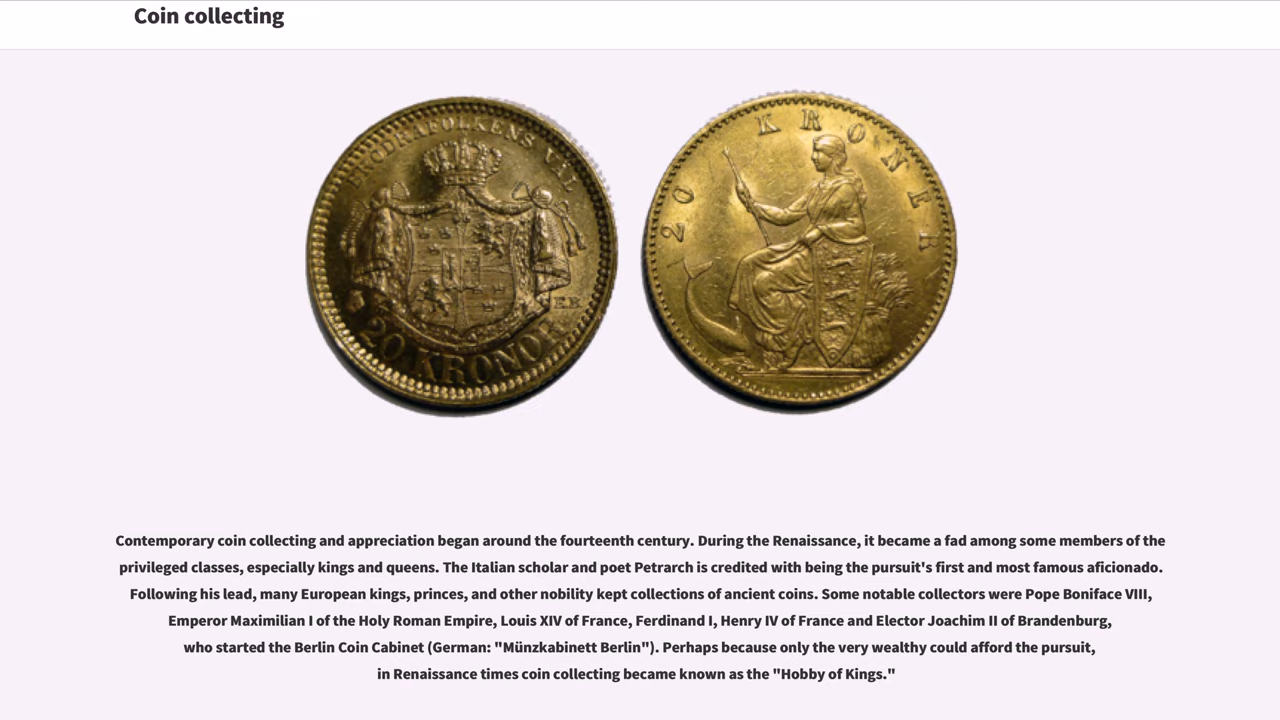 Coin collecting
BRODRAFOLKENS VÄL
E.B.
20 KRONOR
20 KRONER
Contemporary coin collecting and appreciation began around the fourteenth century. During the Renaissance, it became a fad among some members of the
privileged classes, especially kings and queens. The Italian scholar and poet Petrarch is credited with being the pursuit's first and most famous aficionado.
Following his lead, many European kings, princes, and other nobility kept collections of ancient coins. Some notable collectors were Pope Boniface VIII,
Emperor Maximilian I of the Holy Roman Empire, Louis XIV of France, Ferdinand I, Henry IV of France and Elector Joachim II of Brandenburg,
who started the Berlin Coin Cabinet (German: "Münzkabinett Berlin"). Perhaps because only the very wealthy could afford the pursuit,
in Renaissance times coin collecting became known as the "Hobby of Kings."